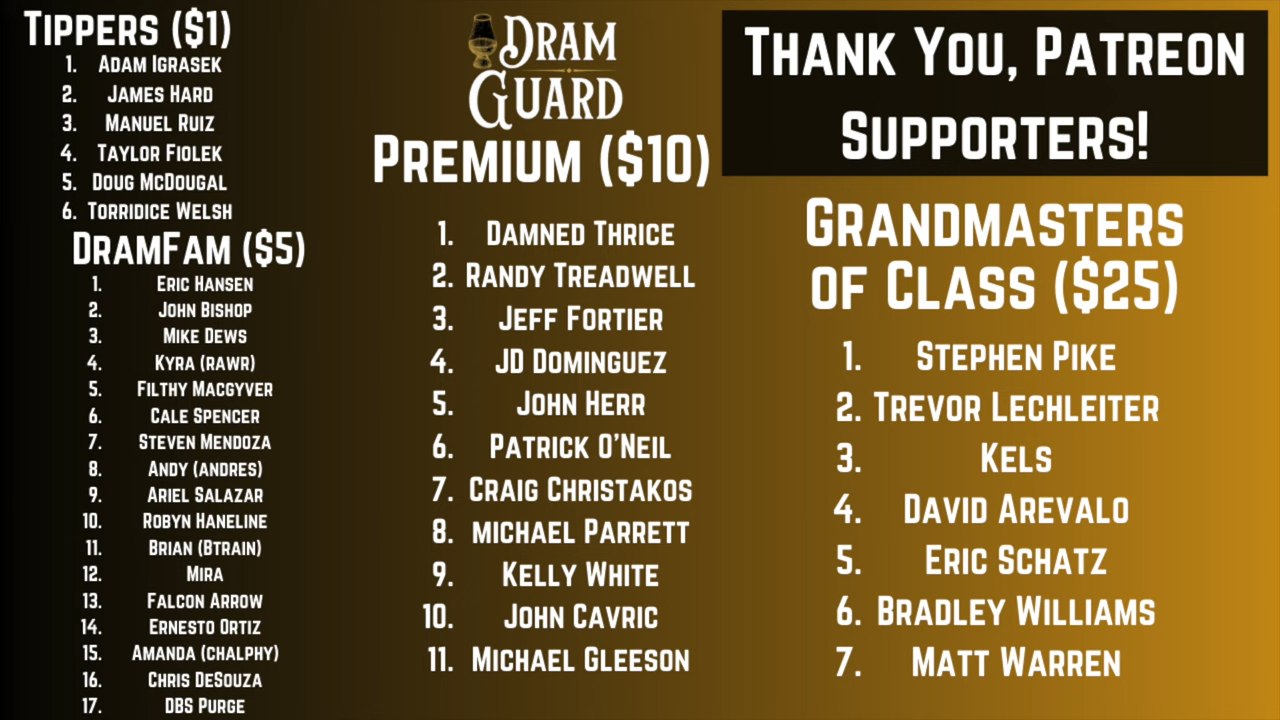 Tippers ($1)
1. Adam Igrasek
2. James Hard
3. Manuel Ruiz
4. Taylor Fiolek
5. Doug McDougal
6. Torridice Welsh
DramFam ($5)
1. Eric Hansen
2. John Bishop
3. Mike Dews
4. Kyra (rawr)
5. Filthy Macgyver
6. Cale Spencer
7. Steven Mendoza
8. Andy (andres)
9. Ariel Salazar
10. Robyn Haneline
11. Brian (Btrain)
12. Mira
13. Falcon Arrow
14. Ernesto Ortiz
15. Amanda (chalphy)
16. Chris DeSouza
17. DBS Purge
Dram
Guard
Premium ($10)
1. Damned Thrice
2. Randy Treadwell
3. Jeff Fortier
4. JD Dominguez
5. John Herr
6. Patrick O'Neil
7. Craig Christakos
8. michael Parrett
9. Kelly White
10. John Cavric
11. Michael Gleeson
Thank You, Patreon
Supporters!
Grandmasters
of Class ($25)
1. Stephen Pike
2. Trevor Lechleiter
3. Kels
4. David Arevalo
5. Eric Schatz
6. Bradley Williams
7. Matt Warren